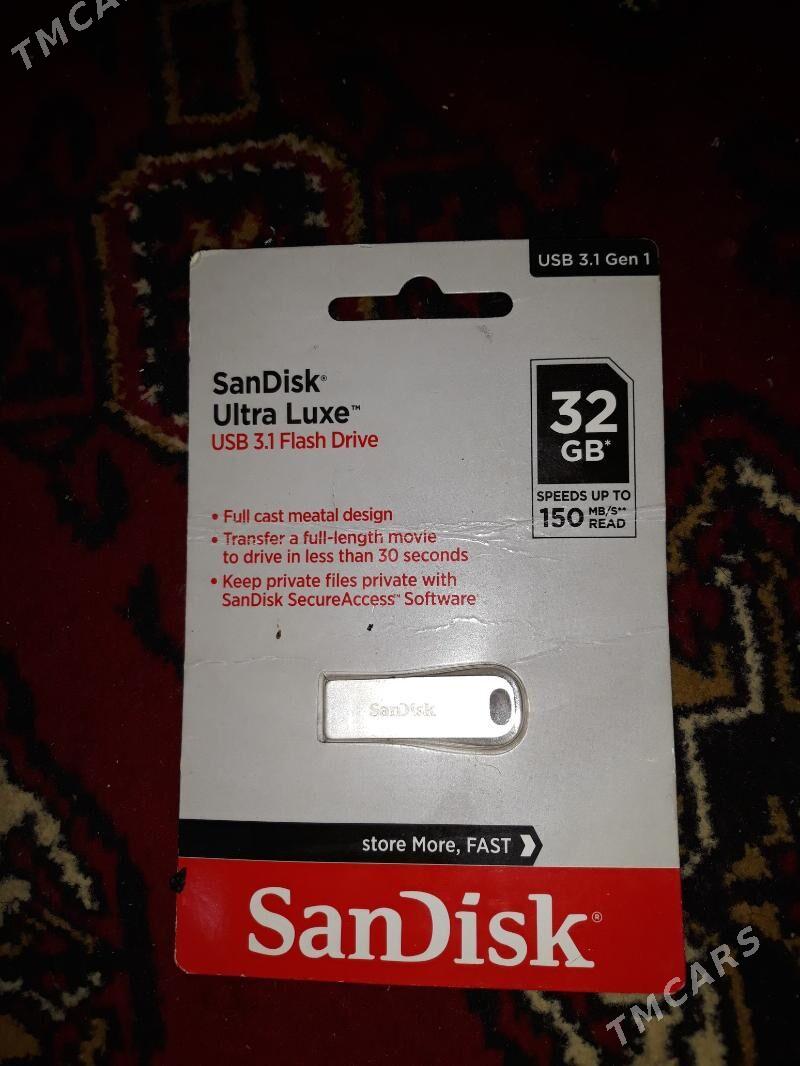 TMCARS
USB 3.1 Gen 1
SanDisk®
Ultra Luxe™
USB 3.1 Flash Drive
32
GB*
SPEEDS UP TO
150 MB/S** READ
• Full cast meatal design
• Transfer a full-length movie
to drive in less than 30 seconds
• Keep private files private with
SanDisk SecureAccess™ Software
SanDisk
store More, FAST
SanDisk®
TMCARS